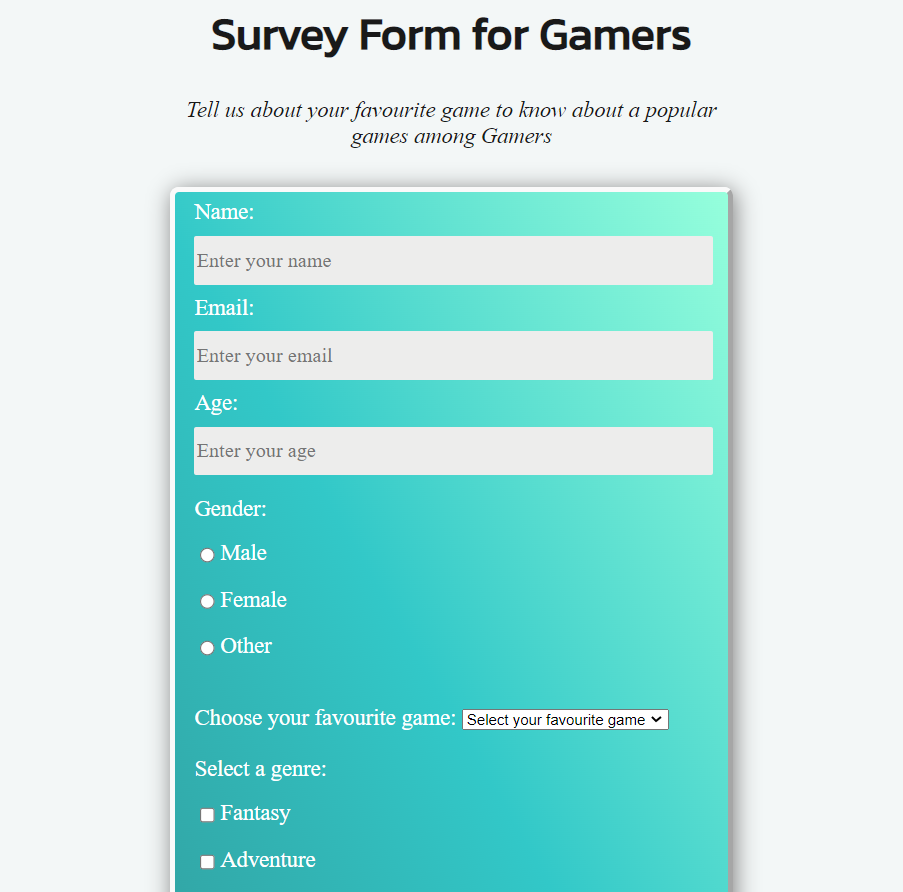 Survey Form for Gamers
Tell us about your favourite game to know about a popular
games among Gamers
Name:
Enter your name
Email:
Enter your email
Age:
Enter your age
Gender:
Male
Female
Other
Choose your favourite game: Select your favourite game
Select a genre:
Fantasy
Adventure